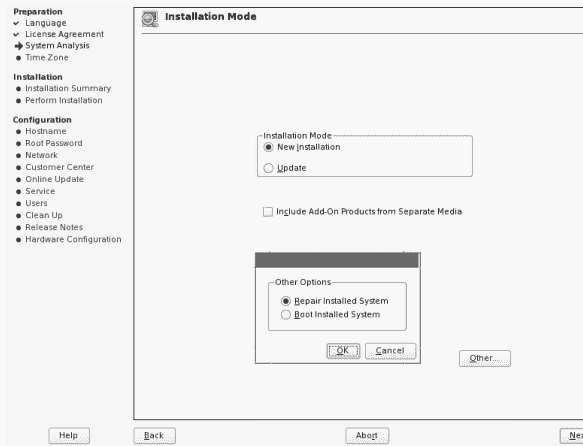 Preparation
Language
License Agreement
System Analysis
Time Zone
Installation
Installation Summary
Perform Installation
Configuration
Hostname
Root Password
Network
Customer Center
Online Update
Service
Users
Clean Up
Release Notes
Hardware Configuration
Installation Mode
Installation Mode
New Installation
Update
Include Add-On Products from Separate Media
Other Options
Repair Installed System
Boot Installed System
OK Cancel
Other...
Help Back Abort Nex